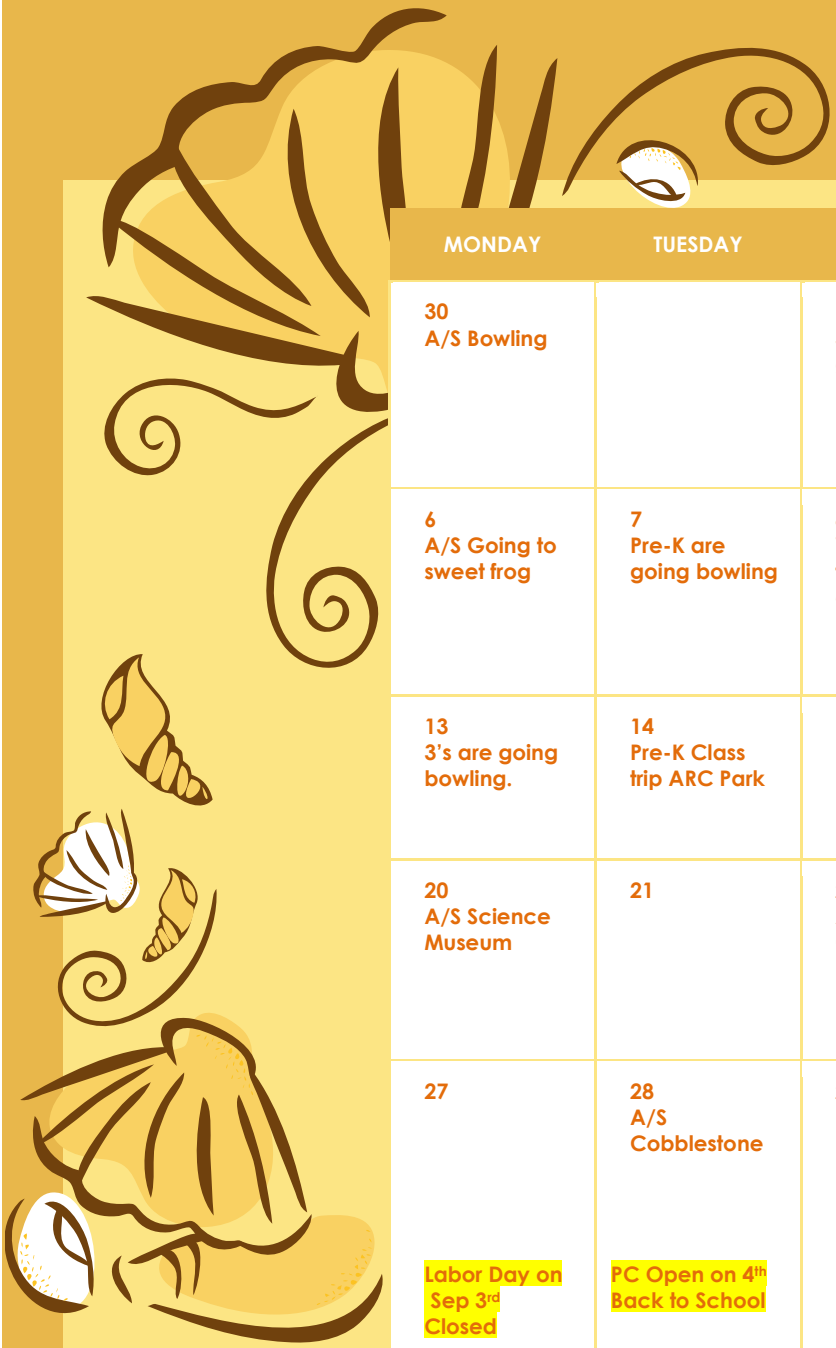 MONDAY TUESDAY
30
A/S Bowling
6
A/S Going to
sweet frog
7
Pre-K are
going bowling
13
3's are going
bowling.
14
Pre-K Class
trip ARC Park
20
A/S Science
Museum
21
27
28
A/S
Cobblestone
Labor Day on
Sep 3rd
Closed
PC Open on 4th
Back to School